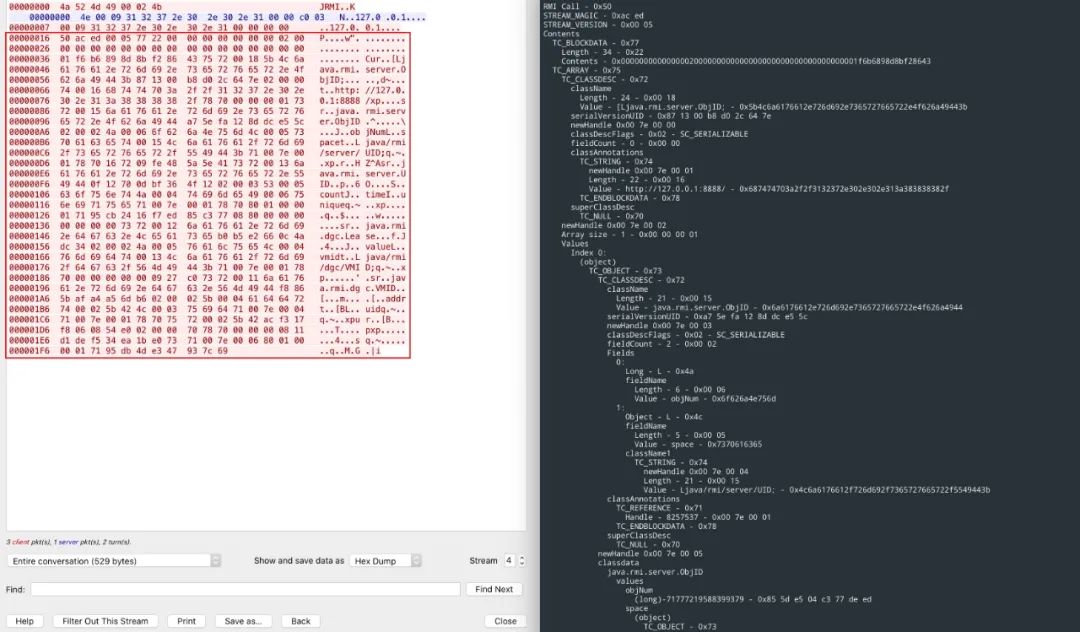 00000000 4a 52 4d 49 00 02 4b JRMI..K
00000000 4e 00 09 31 32 37 2e 30 2e 30 2e 31 00 00 c0 03 N..127.0 .0.1....
00000007 00 09 31 32 37 2e 30 2e 30 2e 31 00 00 00 00 ..127.0. 0.1....
00000016 50 ac ed 00 05 77 22 00 00 00 00 00 00 00 02 00 P....w". ........
00000026 00 00 00 00 00 00 00 00 00 00 00 00 00 00 00 00 ........ ........
00000036 01 f6 b6 89 8d 8b f2 86 43 75 72 00 18 5b 4c 6a ........ Cur..[Lj
00000046 61 76 61 2e 72 6d 69 2e 73 65 72 76 65 72 2e 4f ava.rmi. server.O
00000056 62 6a 49 44 3b 87 13 00 b8 d0 2c 64 7e 02 00 00 bjID;... ..,d~...
00000066 74 00 16 68 74 74 70 3a 2f 2f 31 32 37 2e 30 2e t..http: //127.0.
00000076 30 2e 31 3a 38 38 38 38 2f 78 70 00 00 00 01 73 0.1:8888 /xp....s
00000086 72 00 15 6a 61 76 61 2e 72 6d 69 2e 73 65 72 76 r..java. rmi.serv
00000096 65 72 2e 4f 62 6a 49 44 a7 5e fa 12 8d dc e5 5c er.ObjID .^.....\
000000A6 02 00 02 4a 00 06 6f 62 6a 4e 75 6d 4c 00 05 73 ...J..ob jNumL..s
000000B6 70 61 63 65 74 00 15 4c 6a 61 76 61 2f 72 6d 69 pacet..L java/rmi
000000C6 2f 73 65 72 76 65 72 2f 55 49 44 3b 71 00 7e 00 /server/ UID;q.~.
000000D6 01 78 70 16 72 09 fe 48 5a 5e 41 73 72 00 13 6a .xp.r..H Z^Asr..j
000000E6 61 76 61 2e 72 6d 69 2e 73 65 72 76 65 72 2e 55 ava.rmi. server.U
000000F6 49 44 0f 12 70 0d bf 36 4f 12 02 00 03 53 00 05 ID..p..6 O....S..
00000106 63 6f 75 6e 74 4a 00 04 74 69 6d 65 49 00 06 75 countJ.. timeI..u
00000116 6e 69 71 75 65 71 00 7e 00 01 78 70 80 01 00 00 niqueq.~ ..xp....
00000126 01 71 95 cb 24 16 f7 ed 85 c3 77 08 80 00 00 00 .q..$... ..w.....
00000136 00 00 00 00 73 72 00 12 6a 61 76 61 2e 72 6d 69 ....sr.. java.rmi
00000146 2e 64 67 63 2e 4c 65 61 73 65 b0 b5 e2 66 0c 4a .dgc.Lea se...f.J
00000156 dc 34 02 00 02 4a 00 05 76 61 6c 75 65 4c 00 04 .4...J.. valueL..
00000166 76 6d 69 64 74 00 13 4c 6a 61 76 61 2f 72 6d 69 vmidt..L java/rmi
00000176 2f 64 67 63 2f 56 4d 49 44 3b 71 00 7e 00 01 78 /dgc/VMI D;q.~..x
00000186 70 00 00 00 00 00 09 27 c0 73 72 00 11 6a 61 76 p......' .sr..jav
00000196 61 2e 72 6d 69 2e 64 67 63 2e 56 4d 49 44 f8 86 a.rmi.dg c.VMID..
000001A6 5b af a4 a5 6d b6 02 00 02 5b 00 04 61 64 64 72 [...m... .[..addr
000001B6 74 00 02 5b 42 4c 00 03 75 69 64 71 00 7e 00 04 t..[BL.. uidq.~..
000001C6 71 00 7e 00 01 78 70 75 72 00 02 5b 42 ac f3 17 q.~..xpu r..[B...
000001D6 f8 06 08 54 e0 02 00 00 70 78 70 00 00 00 08 11 ...T.... pxp.....
000001E6 d1 de f5 34 ea 1b e0 73 71 00 7e 00 06 80 01 00 ...4...s q.~.....
000001F6 00 01 71 95 db 4d e3 47 93 7c 69 ..q..M.G .|i
3 client pkt(s), 1 server pkt(s), 2 turn(s).
Entire conversation (529 bytes) Show and save data as Hex Dump Stream 4
Find: Find Next
Help Filter Out This Stream Print Save as... Back Close
RMI Call - 0x50
STREAM_MAGIC - 0xac ed
STREAM_VERSION - 0x00 05
Contents
TC_BLOCKDATA - 0x77
Length - 34 - 0x22
TC_ARRAY - 0x75
TC_CLASSDESC - 0x72
className
Length - 24 - 0x00 18
Value - [Ljava.rmi.server.ObjID; - 0x5b4c6a6176612e726d692e7365727665722e4f626a49443b
serialVersionUID - 0x87 13 00 b8 d0 2c 64 7e
newHandle 0x00 7e 00 00
classDescFlags - 0x02 - SC_SERIALIZABLE
fieldCount - 0 - 0x00 00
classAnnotations
TC_STRING - 0x74
newHandle 0x00 7e 00 01
Length - 22 - 0x00 16
Value - http://127.0.0.1:8888/ - 0x687474703a2f2f3132372e302e302e313a383838382f
TC_ENDBLOCKDATA - 0x78
superClassDesc
TC_NULL - 0x70
newHandle 0x00 7e 00 02
Array size - 1 - 0x00 00 00 01
Values
Index 0:
(object)
TC_OBJECT - 0x73
TC_CLASSDESC - 0x72
className
Length - 21 - 0x00 15
Value - java.rmi.server.ObjID - 0x6a6176612e726d692e7365727665722e4f626a4944
serialVersionUID - 0xa7 5e fa 12 8d dc e5 5c
newHandle 0x00 7e 00 03
classDescFlags - 0x02 - SC_SERIALIZABLE
fieldCount - 2 - 0x00 02
Fields
0:
Long - L - 0x4a
fieldName
Length - 6 - 0x00 06
Value - objNum - 0x6f626a4e756d
1:
Object - L - 0x4c
fieldName
Length - 5 - 0x00 05
Value - space - 0x7370616365
className1
TC_STRING - 0x74
newHandle 0x00 7e 00 04
Length - 21 - 0x00 15
Value - Ljava/rmi/server/UID; - 0x4c6a6176612f726d692f7365727665722f5549443b
classAnnotations
TC_REFERENCE - 0x71
Handle - 8257537 - 0x00 7e 00 01
TC_ENDBLOCKDATA - 0x78
superClassDesc
TC_NULL - 0x70
newHandle 0x00 7e 00 05
classdata
java.rmi.server.ObjID
values
objNum
(long)-71777219588399379 - 0x85 5d e5 04 c3 77 de ed
space
(object)
TC_OBJECT - 0x73